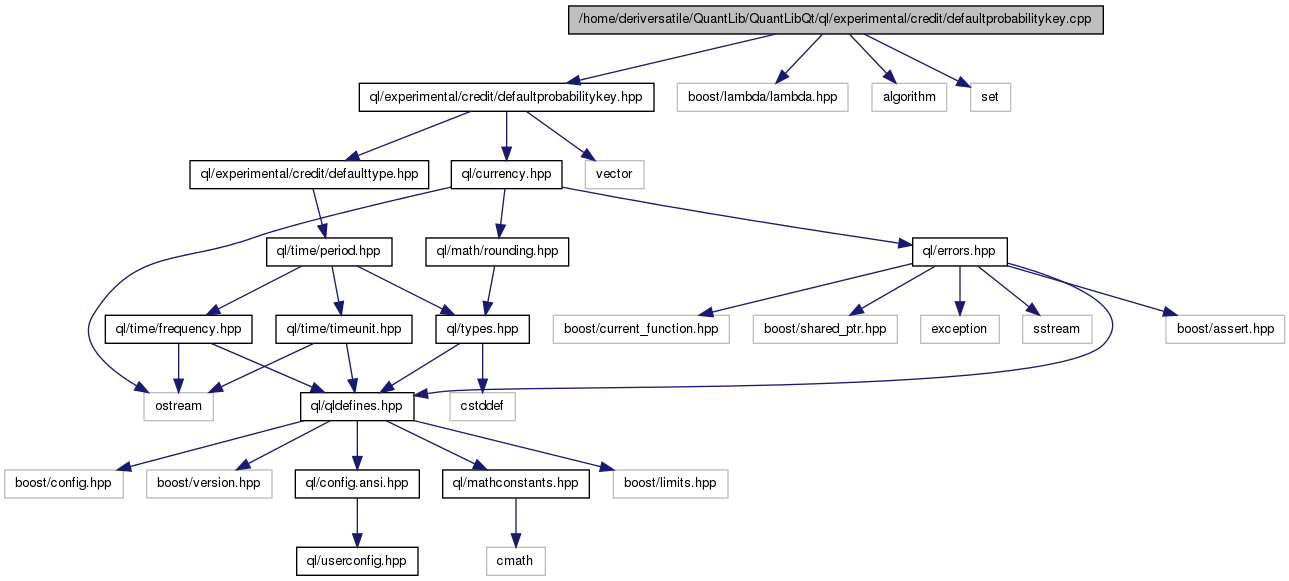 /home/deriversatile/QuantLib/QuantLibQt/ql/experimental/credit/defaultprobabilitykey.cpp
ql/experimental/credit/defaultprobabilitykey.hpp
boost/lambda/lambda.hpp
algorithm
set
ql/experimental/credit/defaulttype.hpp
ql/currency.hpp
vector
ql/time/period.hpp
ql/math/rounding.hpp
ql/errors.hpp
ql/time/frequency.hpp
ql/time/timeunit.hpp
ql/types.hpp
boost/current_function.hpp
boost/shared_ptr.hpp
exception
sstream
boost/assert.hpp
ostream
ql/qldefines.hpp
cstddef
boost/config.hpp
boost/version.hpp
ql/config.ansi.hpp
ql/mathconstants.hpp
boost/limits.hpp
ql/userconfig.hpp
cmath